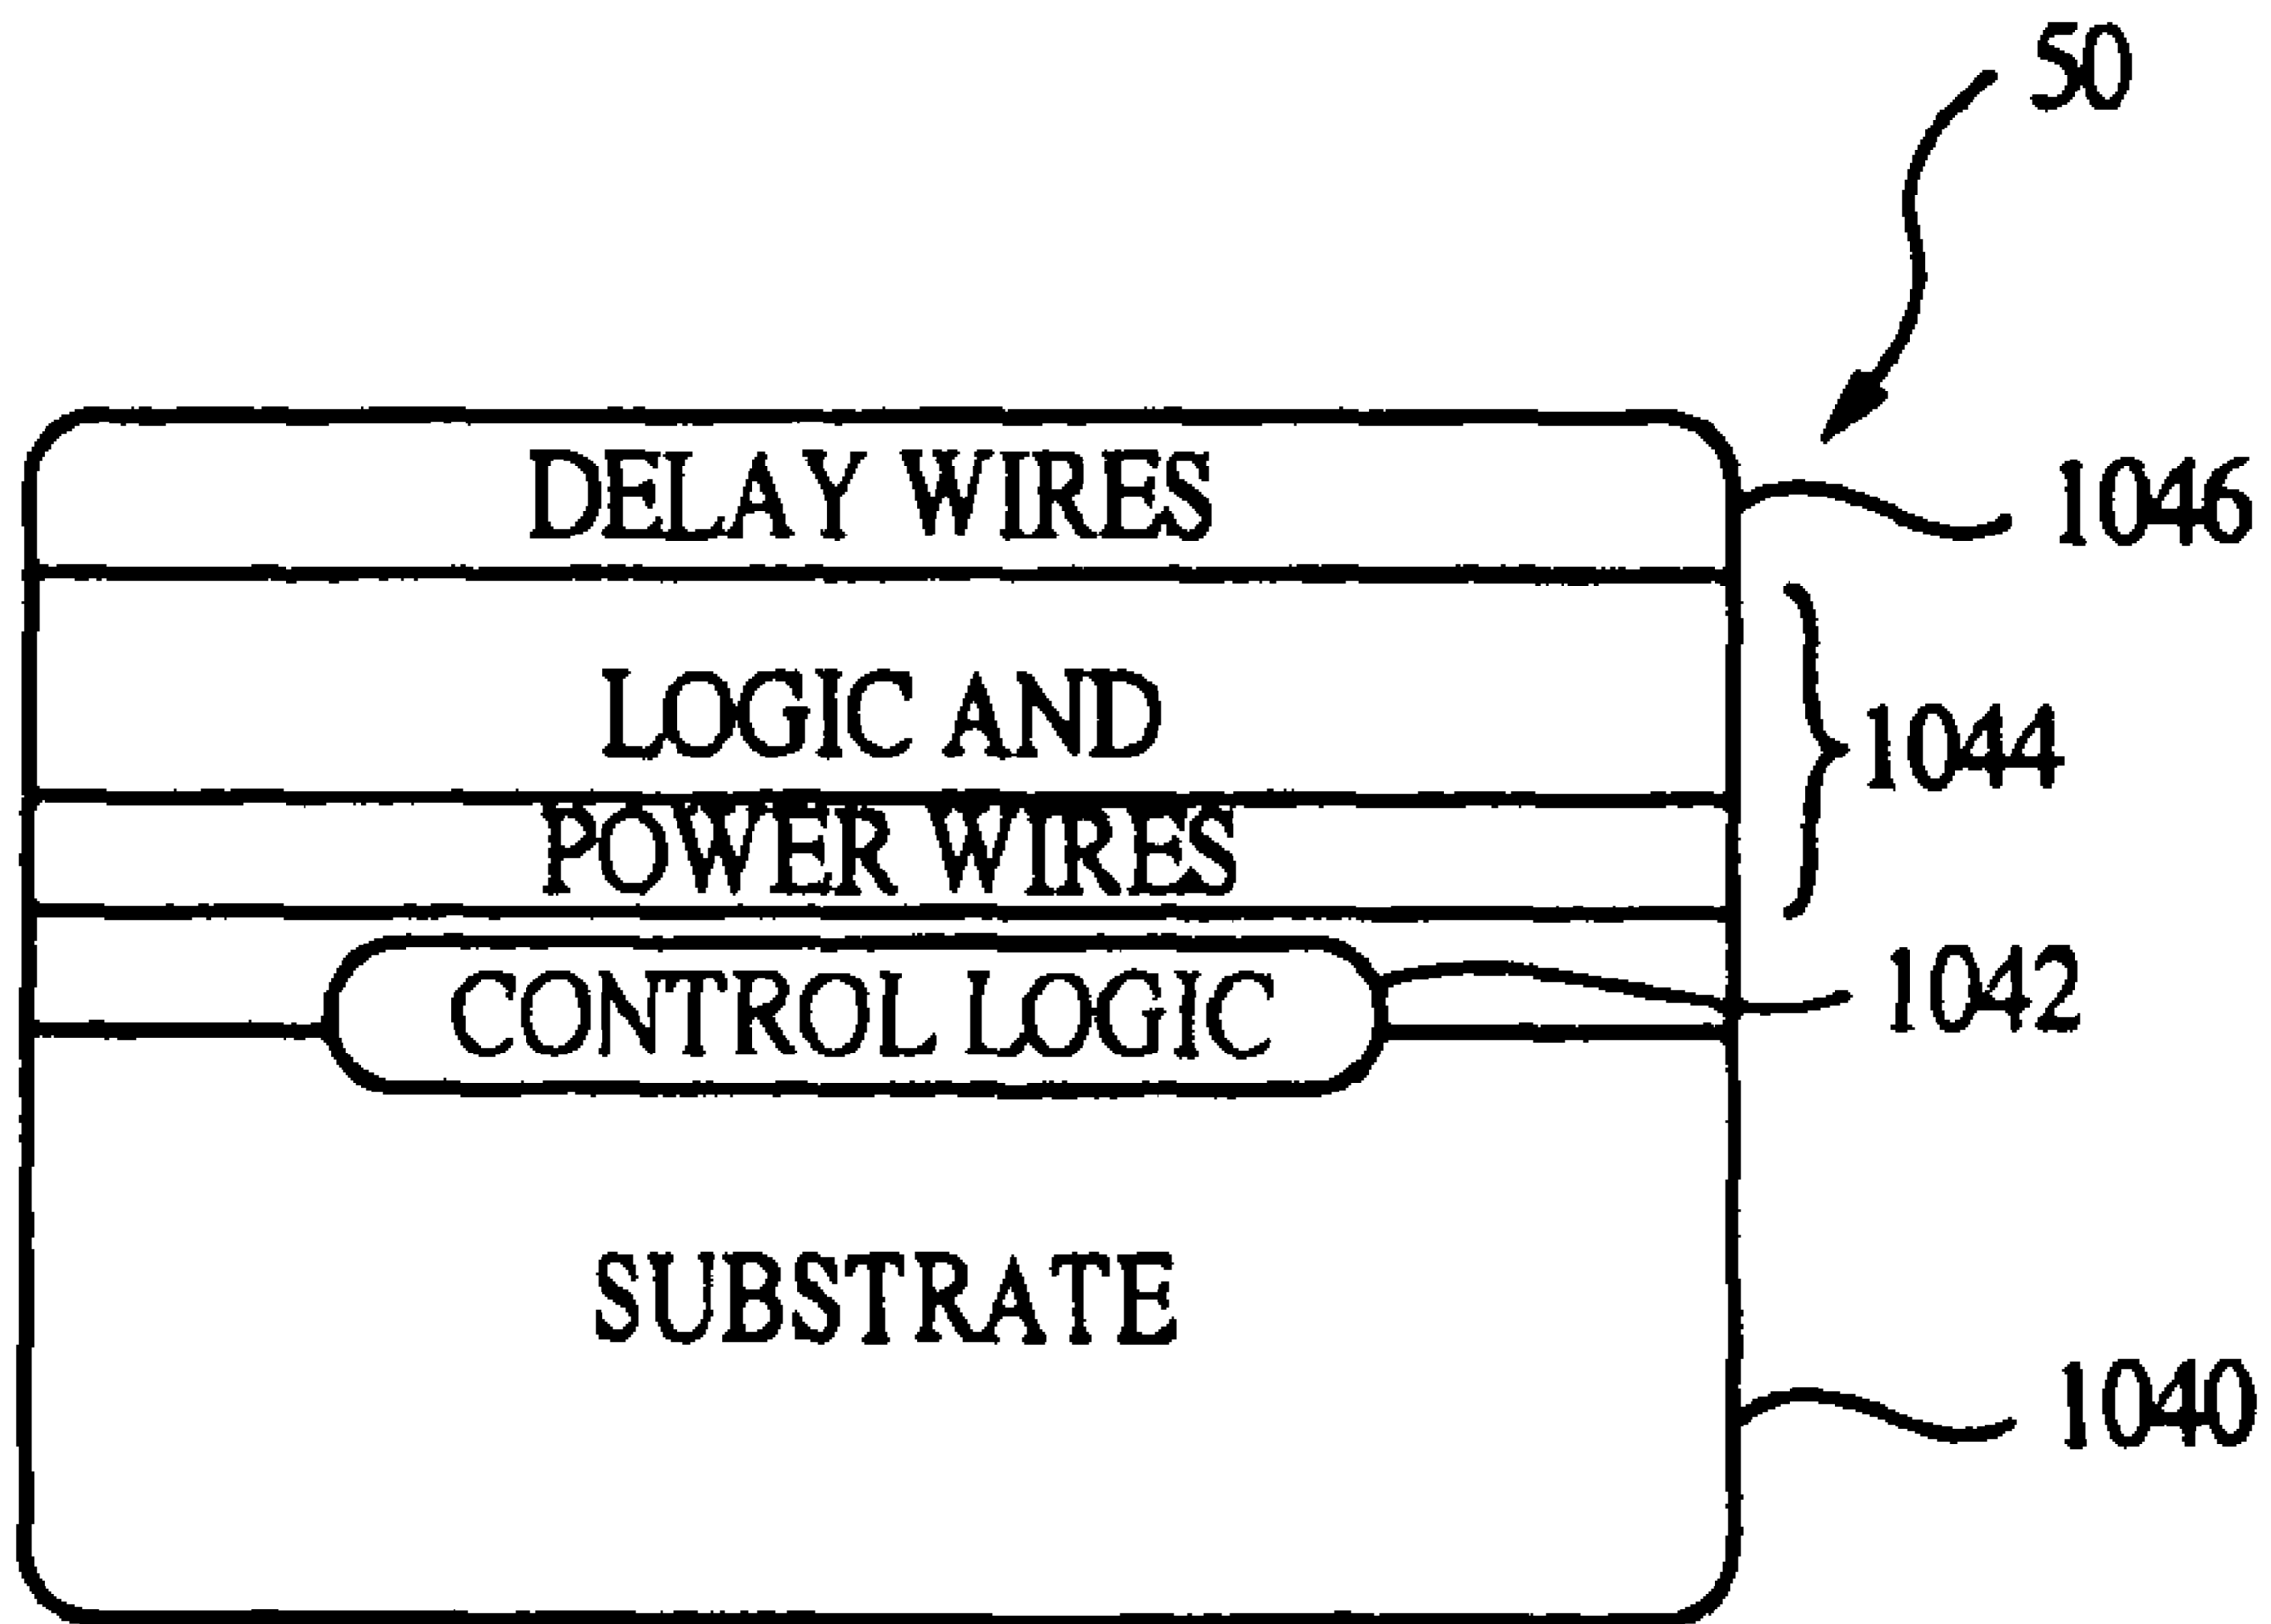 50
DELAY WIRES
1046
LOGIC AND
1044
POWER WIRES
CONTROL LOGIC
1042
SUBSTRATE
1040